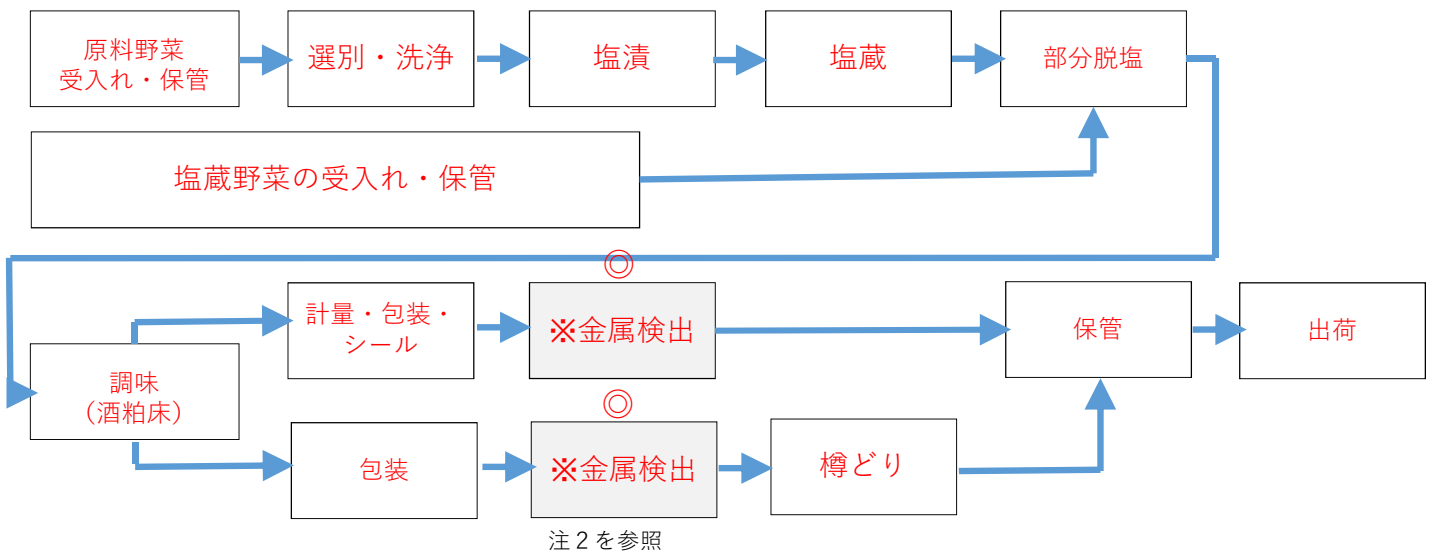 原料野菜
受入れ・保管
選別・洗浄
塩漬
塩蔵
部分脱塩
塩蔵野菜の受入れ・保管
◎
計量・包装・
シール
※金属検出
保管
出荷
調味
（酒粕床）
◎
包装
※金属検出
樽どり
注２を参照